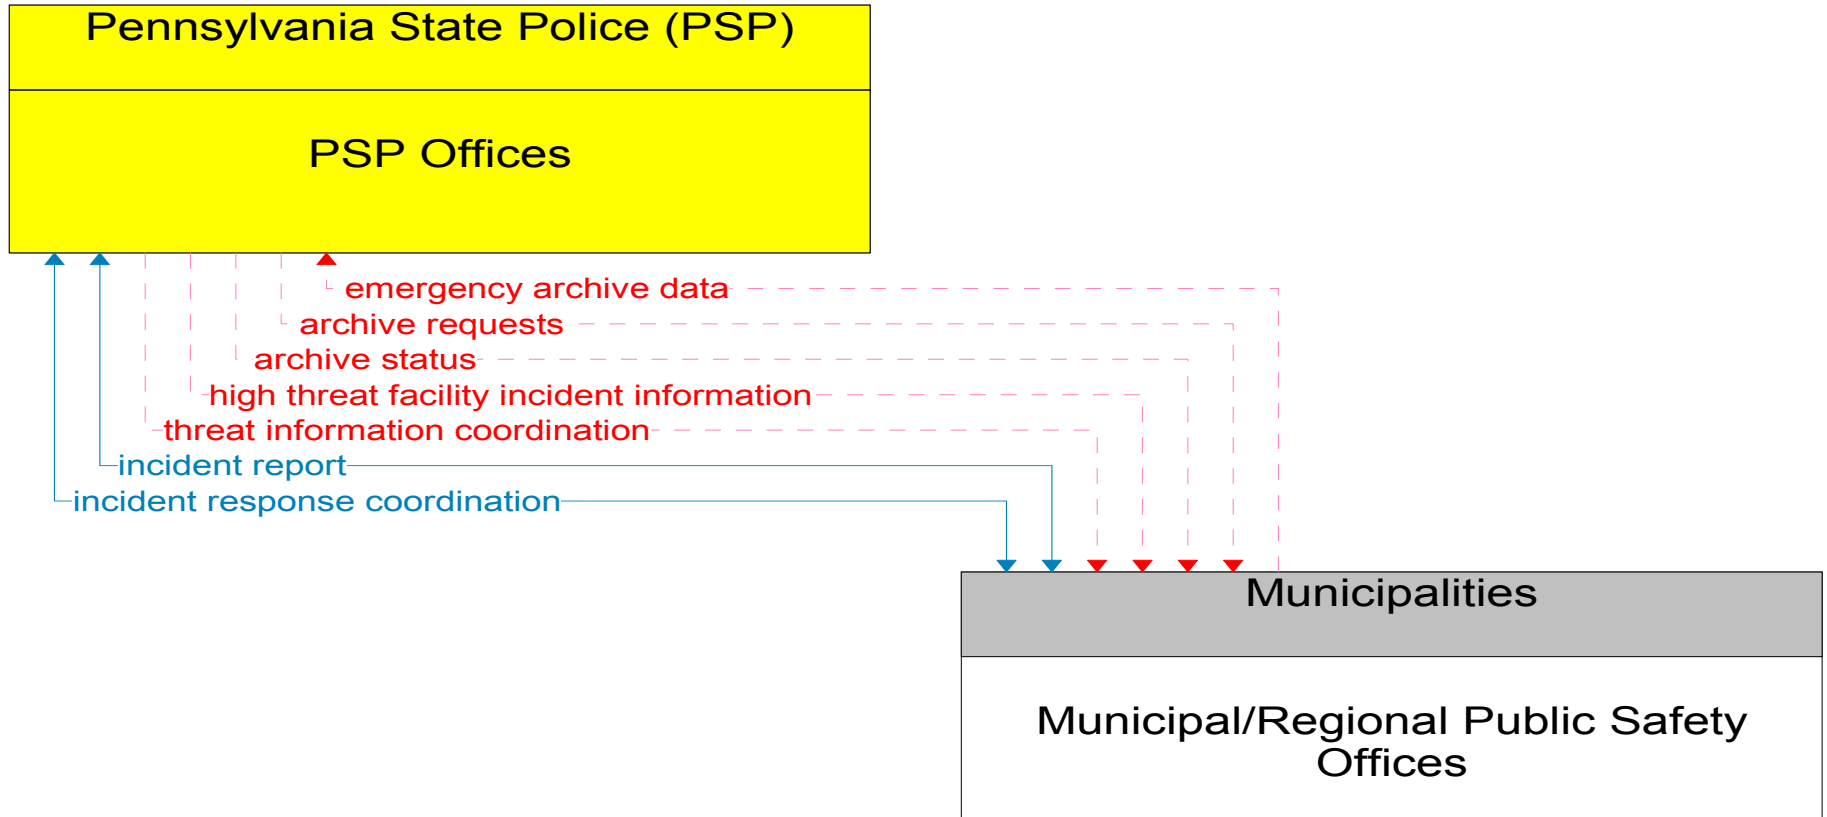 Pennsylvania State Police (PSP)
PSP Offices
emergency archive data
archive requests
archive status
high threat facility incident information
threat information coordination
incident report
incident response coordination
Municipalities
Municipal/Regional Public Safety
Offices